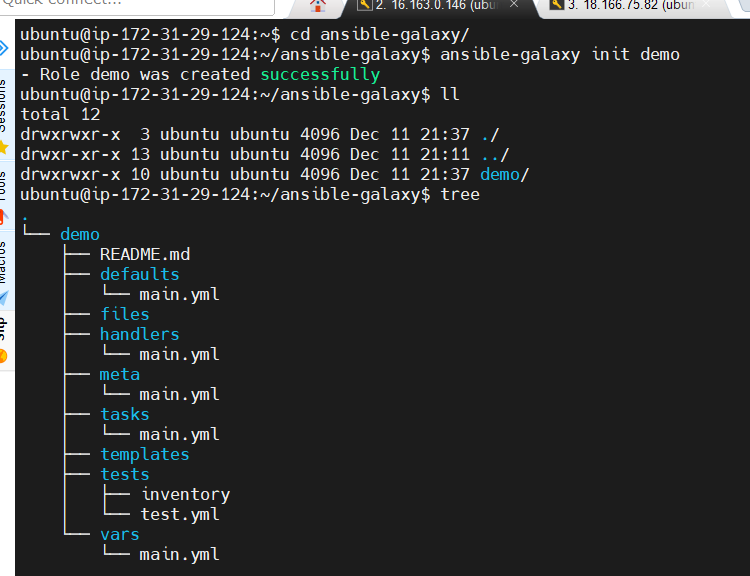 Quick connect...
2. 16.163.0.146 (ubu
3. 18.166.75.82 (ubun
Sessions
Tools
Macros
Sftp
ubuntu@ip-172-31-29-124:~$ cd ansible-galaxy/
ubuntu@ip-172-31-29-124:~/ansible-galaxy$ ansible-galaxy init demo
- Role demo was created successfully
ubuntu@ip-172-31-29-124:~/ansible-galaxy$ ll
total 12
drwxrwxr-x  3 ubuntu ubuntu 4096 Dec 11 21:37 ./
drwxr-xr-x 13 ubuntu ubuntu 4096 Dec 11 21:11 ../
drwxrwxr-x 10 ubuntu ubuntu 4096 Dec 11 21:37 demo/
ubuntu@ip-172-31-29-124:~/ansible-galaxy$ tree
.
└── demo
    ├── README.md
    ├── defaults
    │   └── main.yml
    ├── files
    ├── handlers
    │   └── main.yml
    ├── meta
    │   └── main.yml
    ├── tasks
    │   └── main.yml
    ├── templates
    ├── tests
    │   ├── inventory
    │   └── test.yml
    └── vars
        └── main.yml